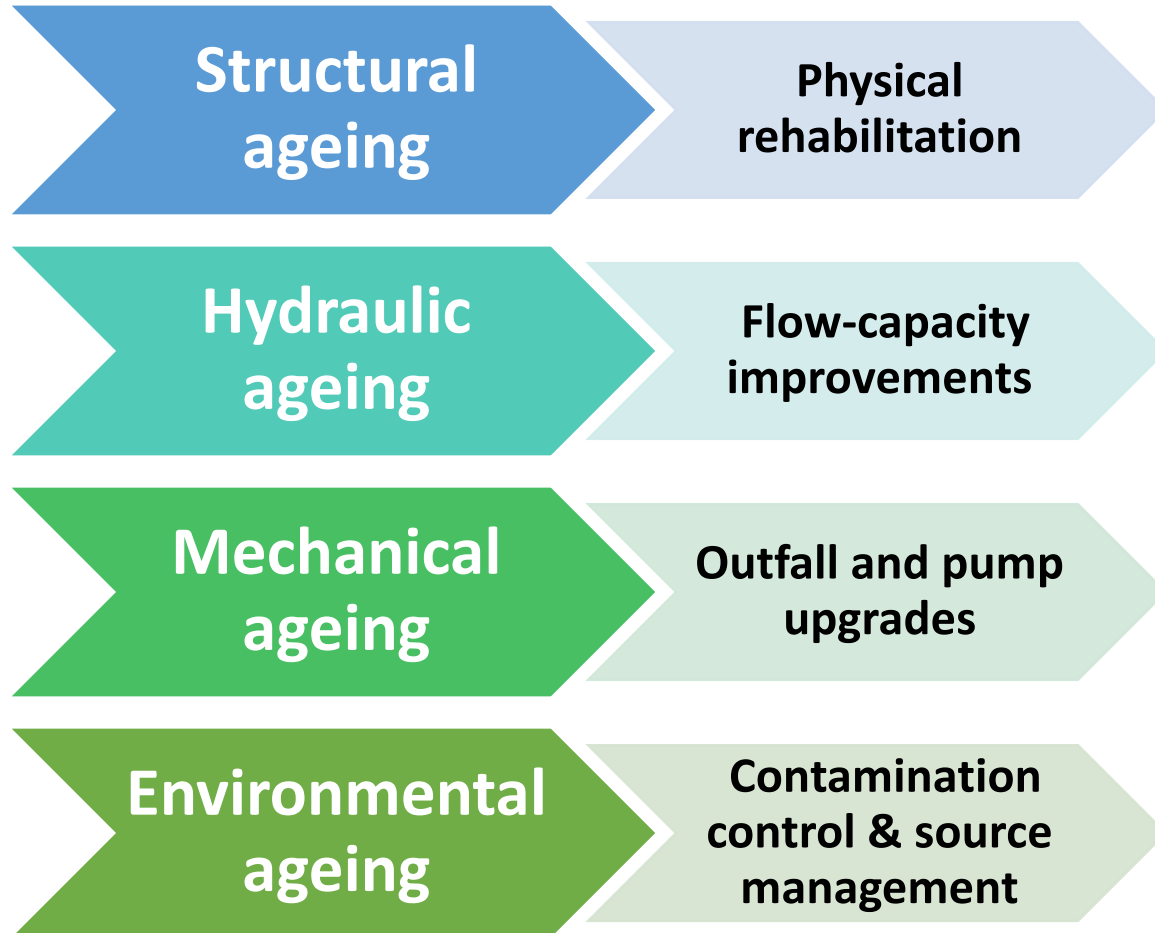 Structural
ageing
Physical
rehabilitation
Hydraulic
ageing
Flow-capacity
improvements
Mechanical
ageing
Outfall and pump
upgrades
Environmental
ageing
Contamination
control & source
management